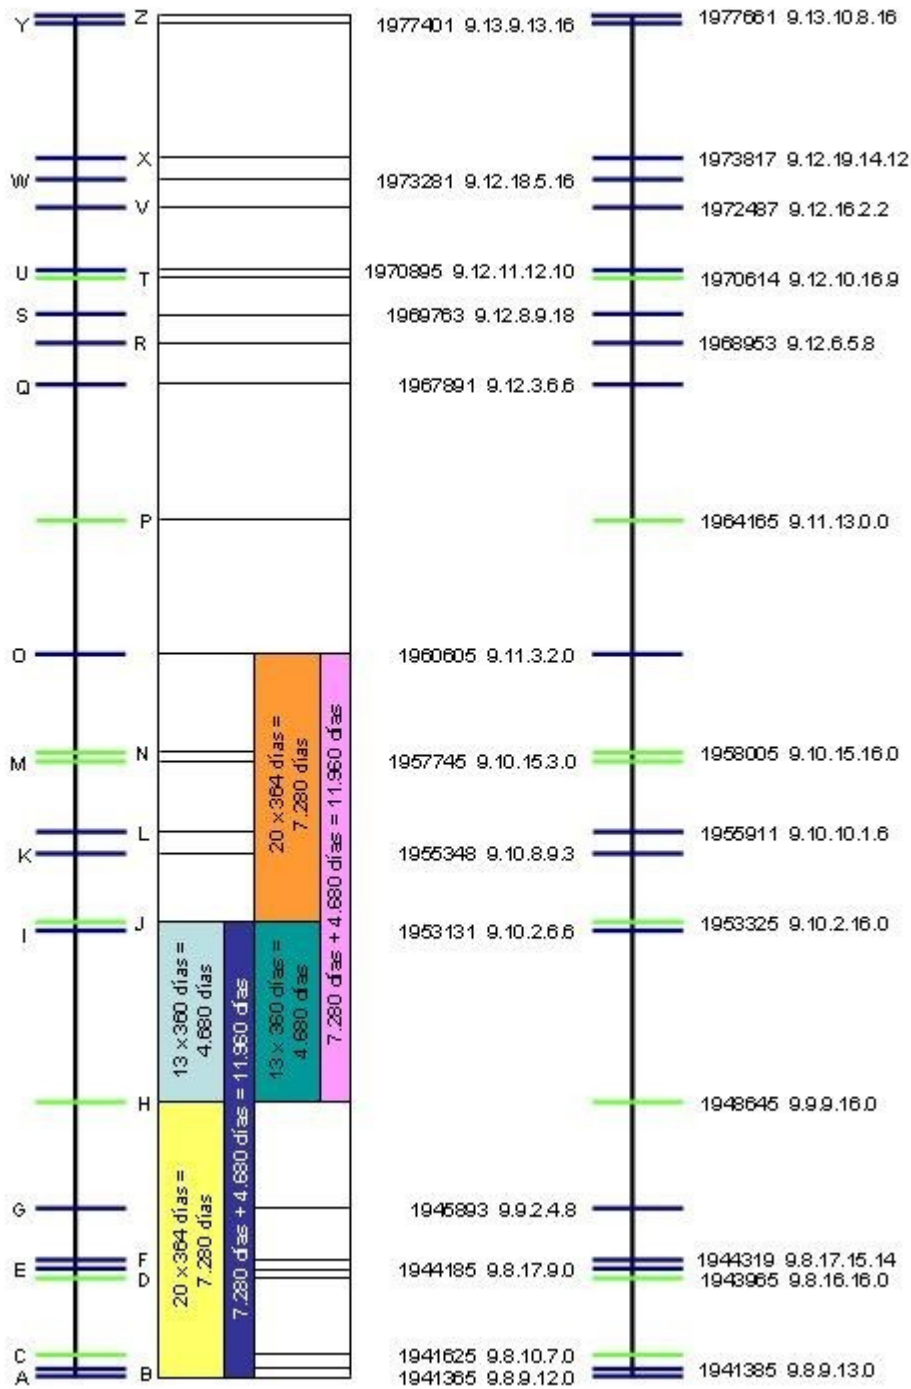 Y Z 1977401 9.13.9.13.16 1977661 9.13.10.8.16
X 1973817 9.12.19.14.12
W 1973281 9.12.18.5.16
V 1972487 9.12.16.2.2
U 1970895 9.12.11.12.10
T 1970614 9.12.10.16.9
S 1969763 9.12.8.9.18
R 1968953 9.12.6.5.8
Q 1967891 9.12.3.6.6
P 1964165 9.11.13.0.0
O 1960605 9.11.3.2.0
N 1958005 9.10.15.16.0
M 1957745 9.10.15.3.0
L 1955911 9.10.10.1.6
K 1955348 9.10.8.9.3
J 1953325 9.10.2.16.0
I 1953131 9.10.2.6.6
20 x 364 días =
7.280 días
7.280 días + 4.680 días = 11.960 días
13 x 360 días =
4.680 días
13 x 360 días =
4.680 días
7.280 días + 4.680 días = 11.960 días
20 x 364 días =
7.280 días
H 1948645 9.9.9.16.0
G 1945893 9.9.2.4.8
F 1944319 9.8.17.15.14
E 1944185 9.8.17.9.0
D 1943965 9.8.16.16.0
C 1941625 9.8.10.7.0
B 1941385 9.8.9.13.0
A 1941365 9.8.9.12.0